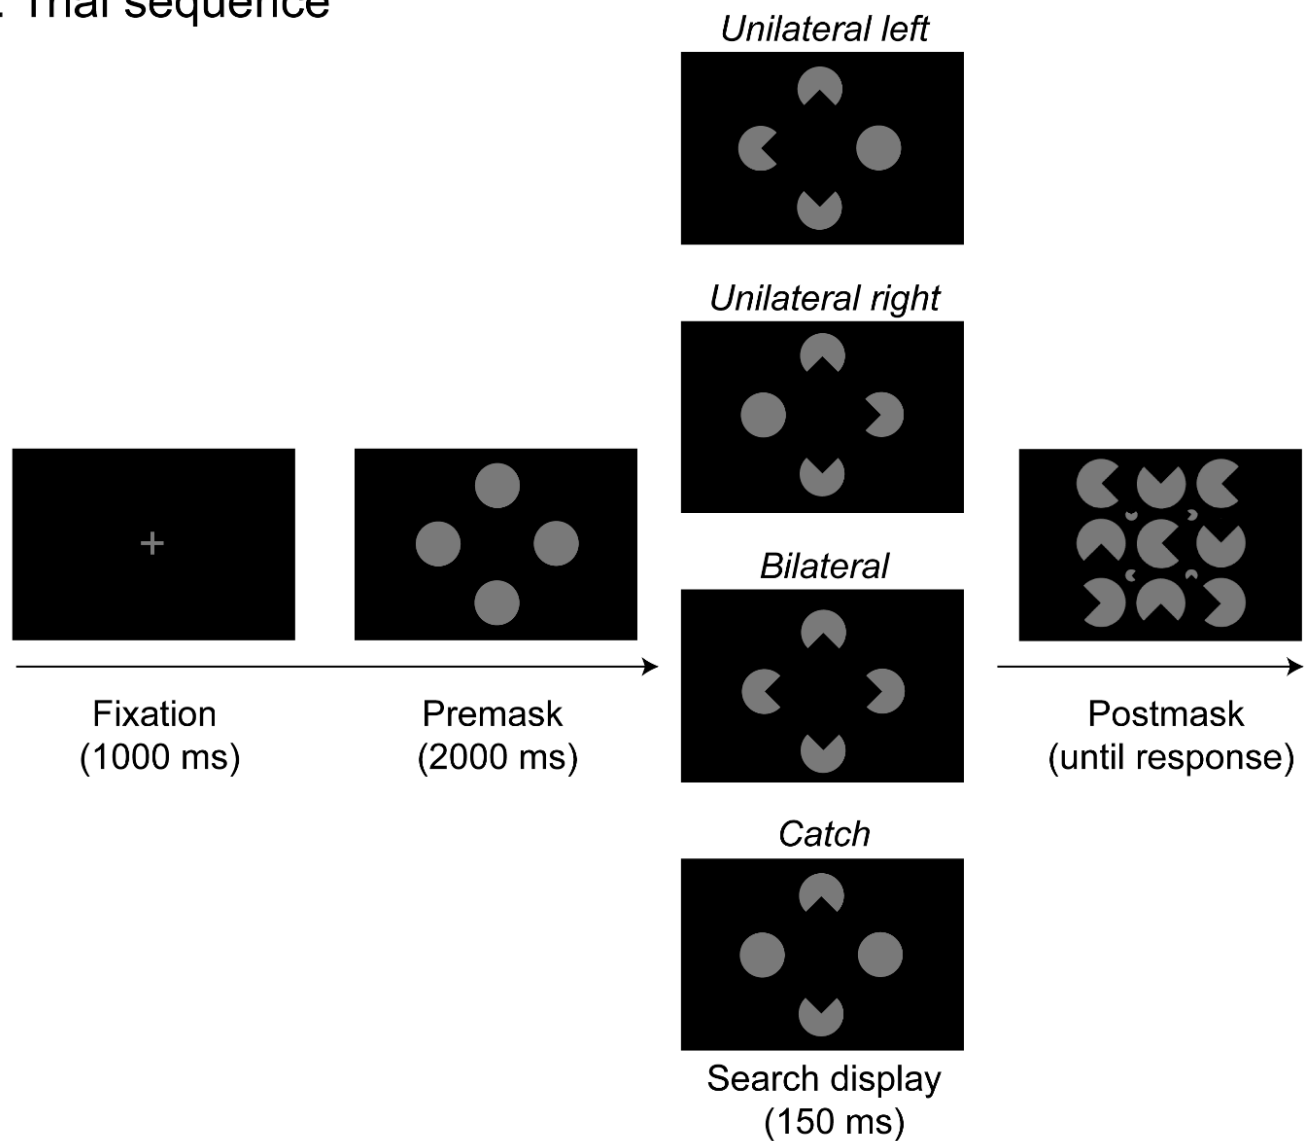 . Trial sequence
Unilateral left
Unilateral right
Bilateral
Catch
Fixation
(1000 ms)
Premask
(2000 ms)
Search display
(150 ms)
Postmask
(until response)